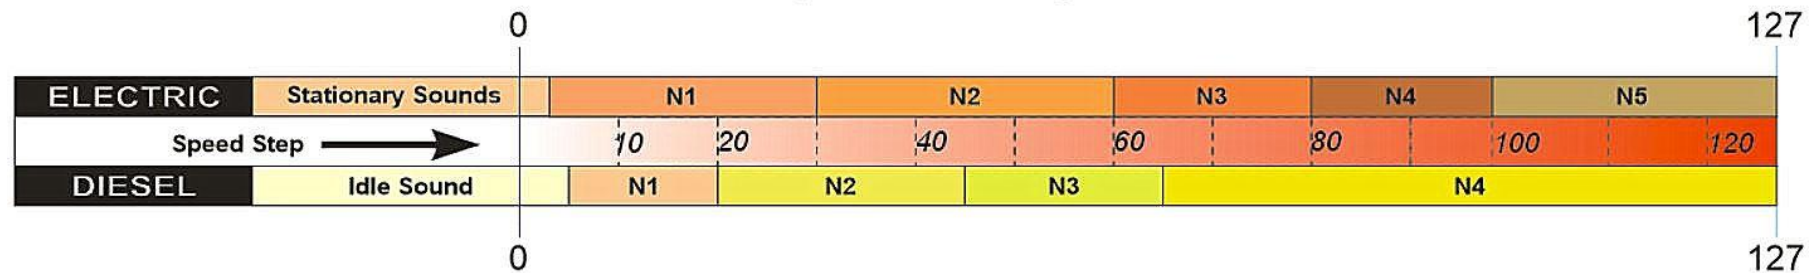 0 127
ELECTRIC Stationary Sounds N1 N2 N3 N4 N5
Speed Step 10 20 40 60 80 100 120
DIESEL Idle Sound N1 N2 N3 N4
0 127